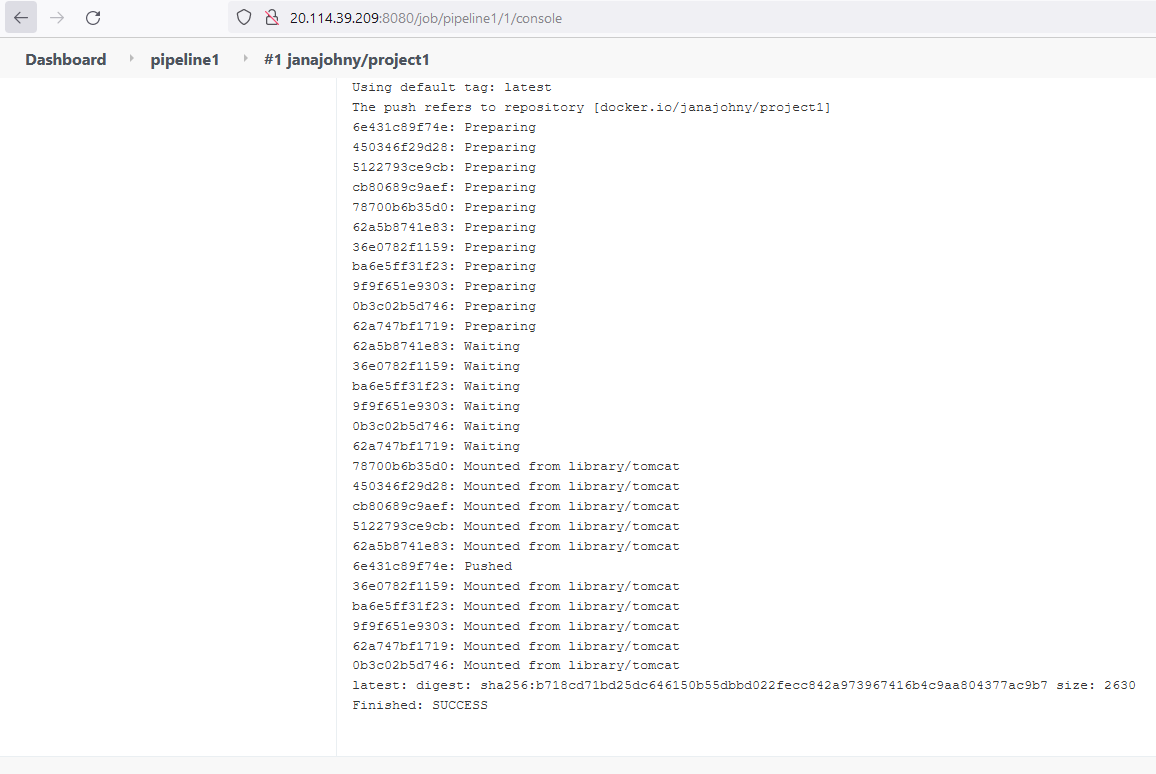 20.114.39.209:8080/job/pipeline1/1/console
Dashboard pipeline1 #1 janajohny/project1
Using default tag: latest
The push refers to repository [docker.io/janajohny/project1]
6e431c89f74e: Preparing
450346f29d28: Preparing
5122793ce9cb: Preparing
cb80689c9aef: Preparing
78700b6b35d0: Preparing
62a5b8741e83: Preparing
36e0782f1159: Preparing
ba6e5ff31f23: Preparing
9f9f651e9303: Preparing
0b3c02b5d746: Preparing
62a747bf1719: Preparing
62a5b8741e83: Waiting
36e0782f1159: Waiting
ba6e5ff31f23: Waiting
9f9f651e9303: Waiting
0b3c02b5d746: Waiting
62a747bf1719: Waiting
78700b6b35d0: Mounted from library/tomcat
450346f29d28: Mounted from library/tomcat
cb80689c9aef: Mounted from library/tomcat
5122793ce9cb: Mounted from library/tomcat
62a5b8741e83: Mounted from library/tomcat
6e431c89f74e: Pushed
36e0782f1159: Mounted from library/tomcat
ba6e5ff31f23: Mounted from library/tomcat
9f9f651e9303: Mounted from library/tomcat
62a747bf1719: Mounted from library/tomcat
0b3c02b5d746: Mounted from library/tomcat
latest: digest: sha256:b718cd71bd25dc646150b55dbbd022fecc842a973967416b4c9aa804377ac9b7 size: 2630
Finished: SUCCESS